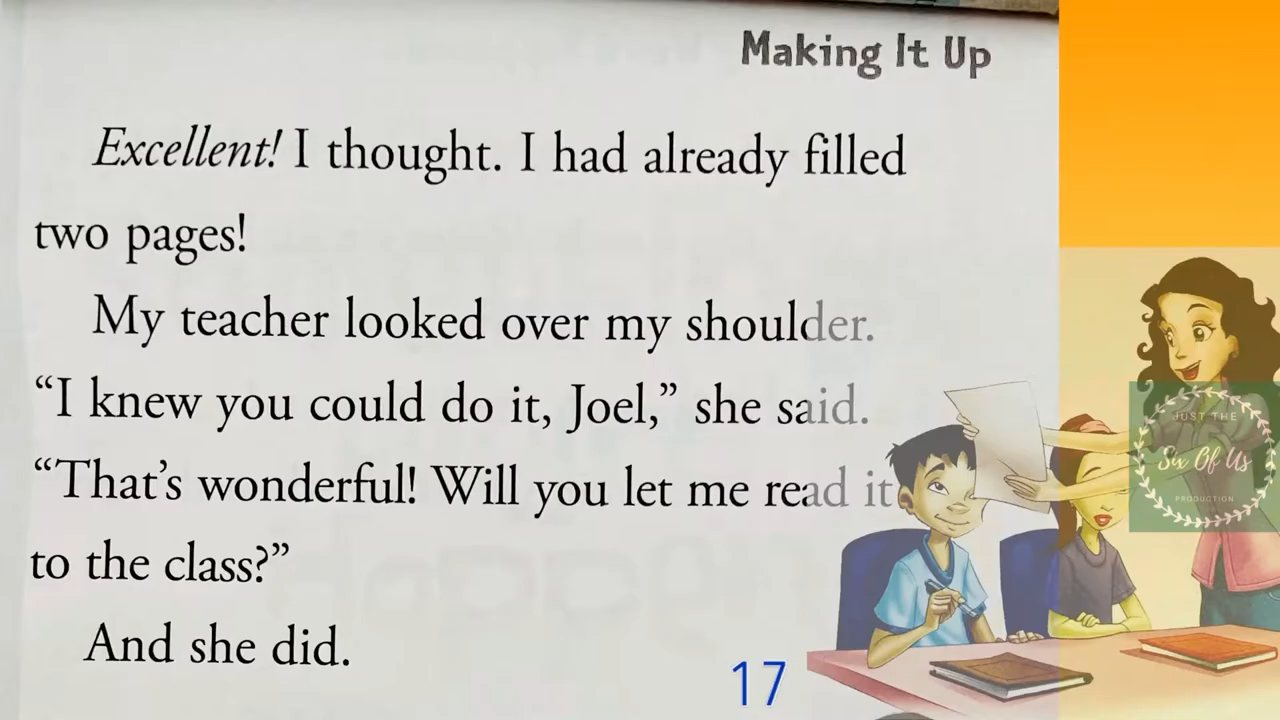 Making It Up
Excellent! I thought. I had already filled
two pages!
My teacher looked over my shoulder.
“I knew you could do it, Joel,” she said.
“That’s wonderful! Will you let me read it
to the class?”
And she did.
17
JUST THE
Six Of Us
PRODUCTION